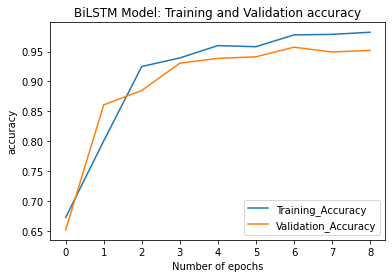 BiLSTM Model: Training and Validation accuracy
accuracy
0.95
0.90
0.85
0.80
0.75
0.70
0.65
Training_Accuracy
Validation_Accuracy
0 1 2 3 4 5 6 7 8
Number of epochs